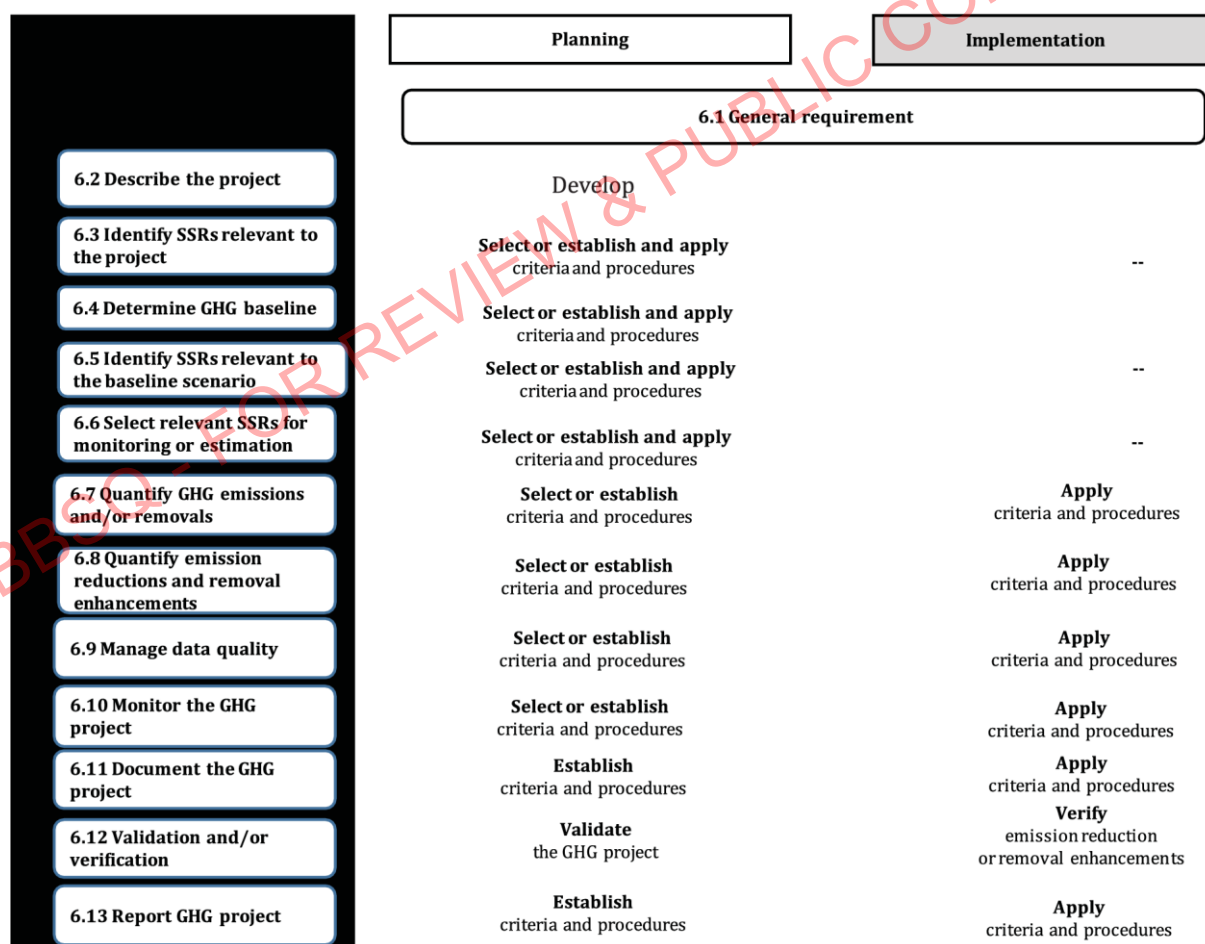 Planning
Implementation
6.1 General requirement
6.2 Describe the project
Develop
6.3 Identify SSRs relevant to
the project
Select or establish and apply
criteria and procedures
--
6.4 Determine GHG baseline
Select or establish and apply
criteria and procedures
6.5 Identify SSRs relevant to
the baseline scenario
Select or establish and apply
criteria and procedures
--
6.6 Select relevant SSRs for
monitoring or estimation
Select or establish and apply
criteria and procedures
--
6.7 Quantify GHG emissions
and/or removals
Select or establish
criteria and procedures
Apply
criteria and procedures
6.8 Quantify emission
reductions and removal
enhancements
Select or establish
criteria and procedures
Apply
criteria and procedures
6.9 Manage data quality
Select or establish
criteria and procedures
Apply
criteria and procedures
6.10 Monitor the GHG
project
Select or establish
criteria and procedures
Apply
criteria and procedures
6.11 Document the GHG
project
Establish
criteria and procedures
Apply
criteria and procedures
6.12 Validation and/or
verification
Validate
the GHG project
Verify
emission reduction
or removal enhancements
6.13 Report GHG project
Establish
criteria and procedures
Apply
criteria and procedures
BBSQ - FOR REVIEW & PUBLIC